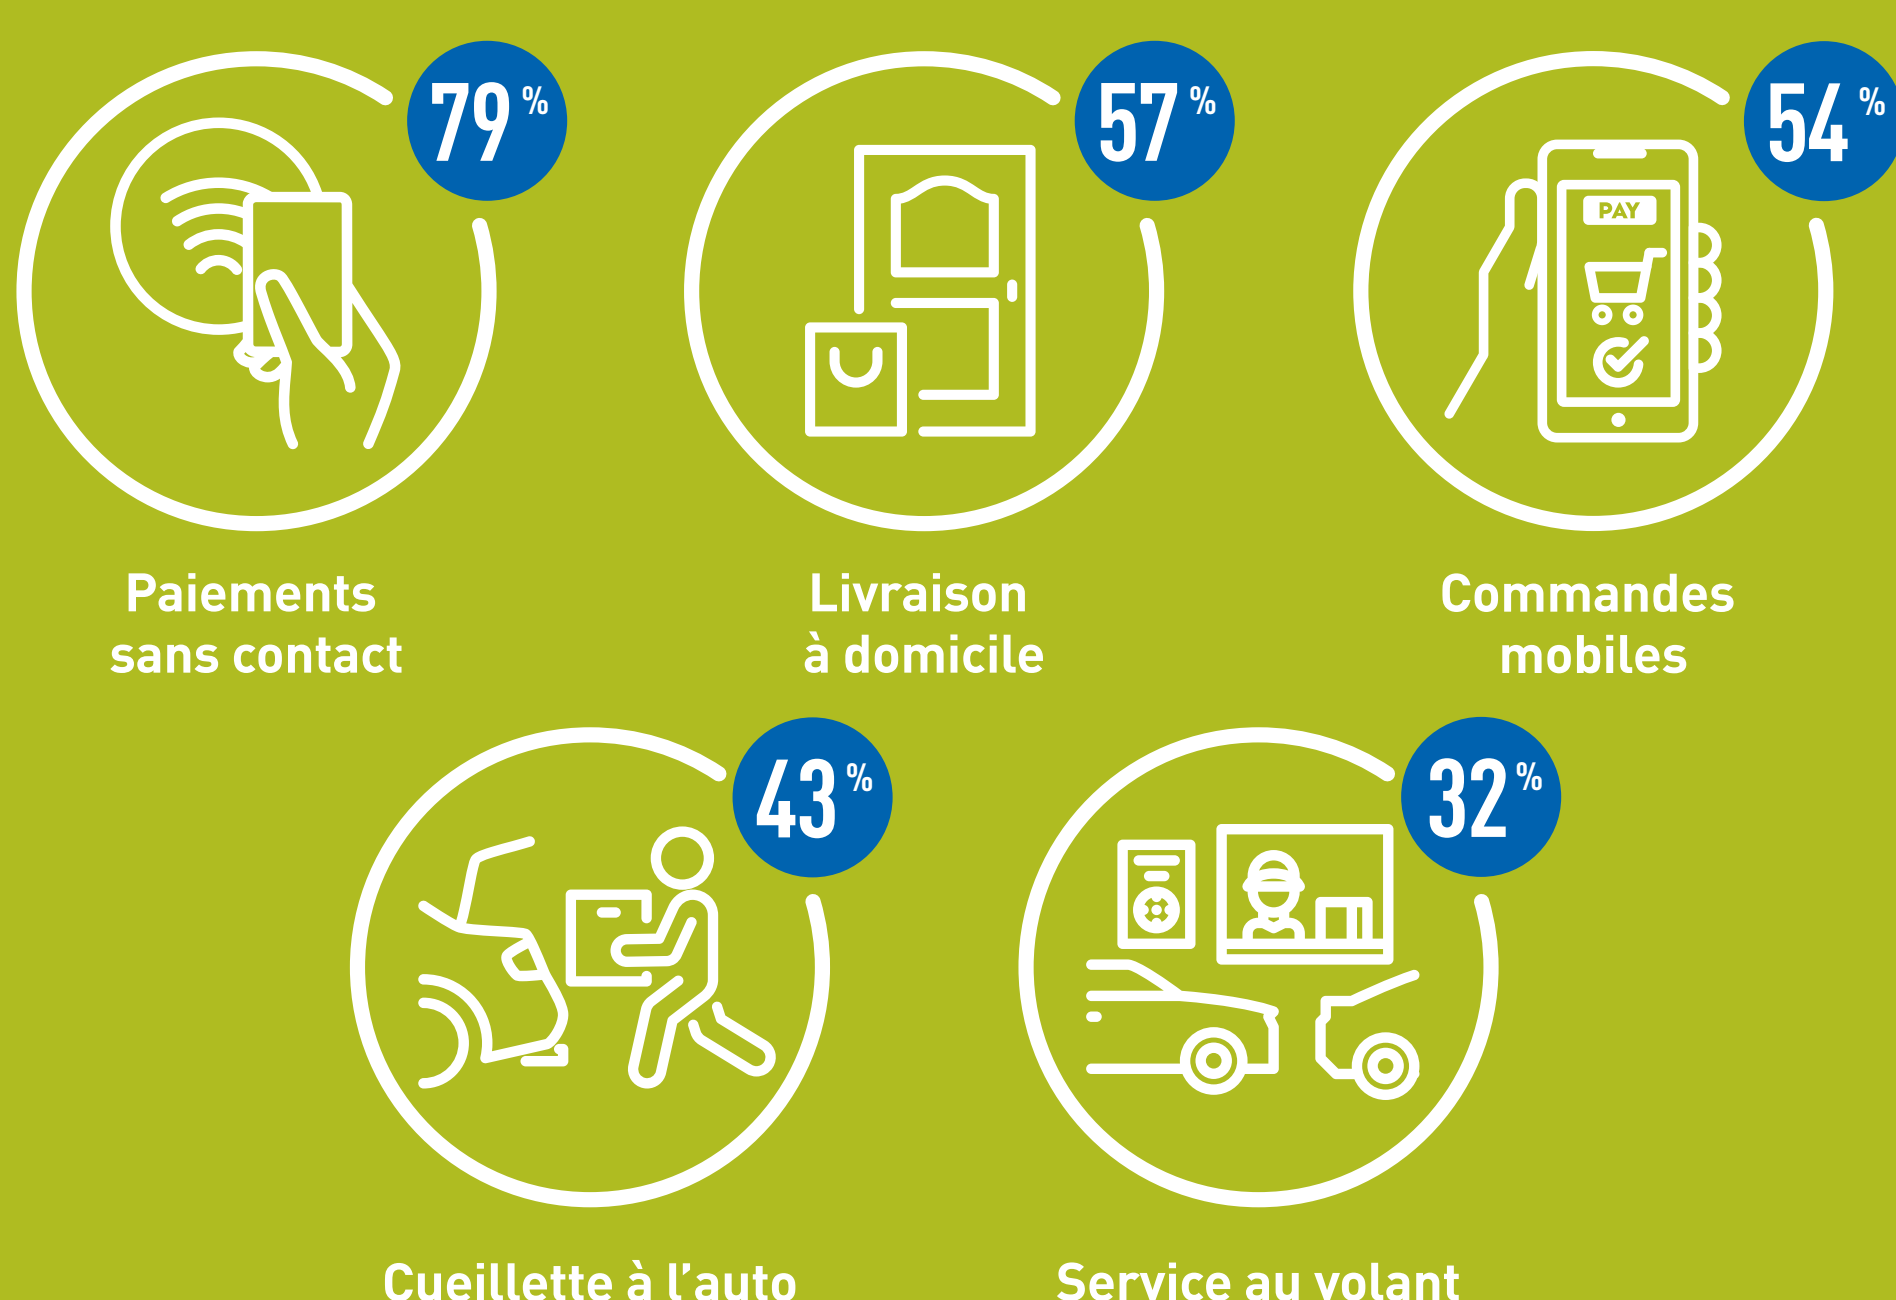 79%
57%
54%
PAY
Paiements
sans contact
Livraison
à domicile
Commandes
mobiles
43%
32%
Cueillette à l’auto
Service au volant